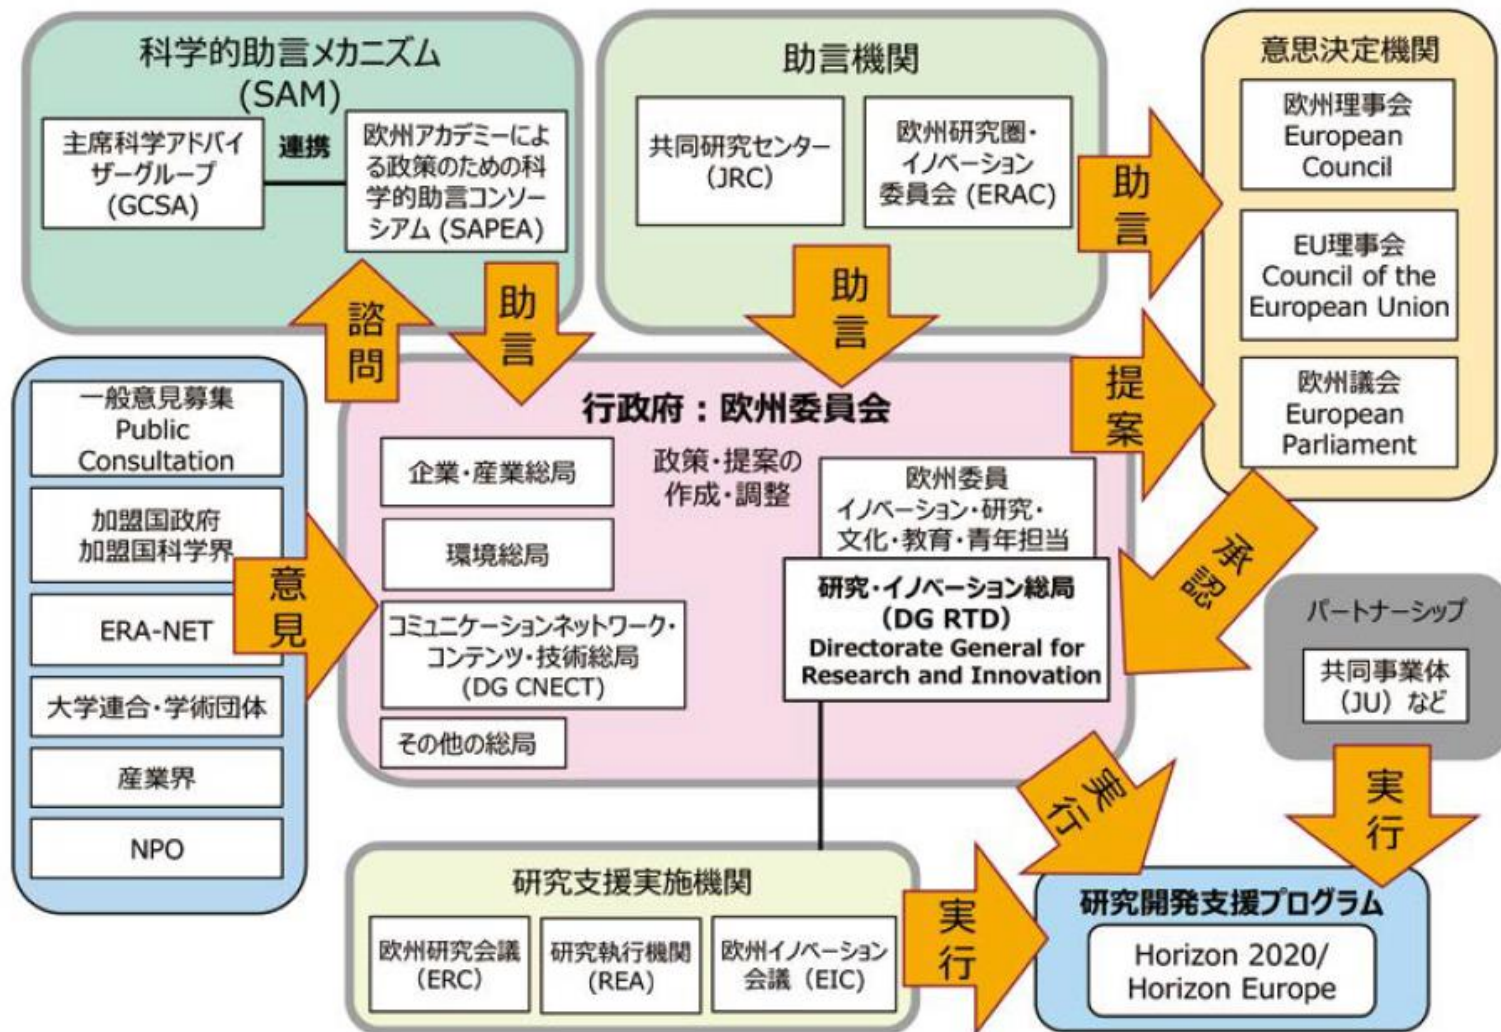 科学的助言メカニズム
(SAM)
主席科学アドバイ
ザーグループ
(GCSA)
連携
欧州アカデミーによ
る政策のための科
学的助言コンソー
シアム (SAPEA)
助言機関
共同研究センター
(JRC)
欧州研究圏・
イノベーション
委員会 (ERAC)
助言
意思決定機関
欧州理事会
European
Council
EU理事会
Council of the
European Union
欧州議会
European
Parliament
諮問
助言
助言
提案
一般意見募集
Public
Consultation
加盟国政府
加盟国科学界
ERA-NET
大学連合・学術団体
産業界
NPO
意見
行政府：欧州委員会
企業・産業総局
環境総局
コミュニケーションネットワーク・
コンテンツ・技術総局
(DG CNECT)
その他の総局
政策・提案の
作成・調整
欧州委員
イノベーション・研究・
文化・教育・青年担当
研究・イノベーション総局
(DG RTD)
Directorate General for
Research and Innovation
承認
パートナーシップ
共同事業体
（JU）など
実行
実行
研究支援実施機関
欧州研究会議
(ERC)
研究執行機関
(REA)
欧州イノベーション
会議（EIC）
実行
研究開発支援プログラム
Horizon 2020/
Horizon Europe